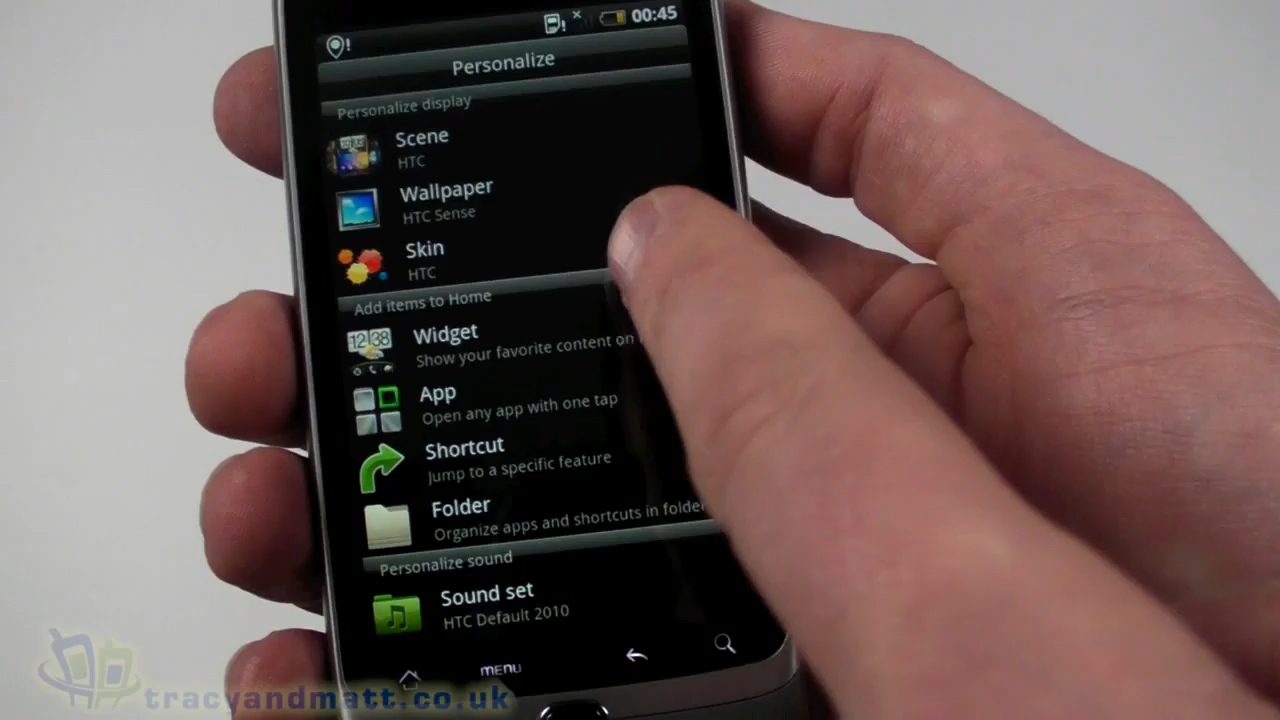 00:45
Personalize
Personalize display
Scene
HTC
Wallpaper
HTC Sense
Skin
HTC
Add items to Home
12 38
Widget
Show your favorite content on
App
Open any app with one tap
Shortcut
Jump to a specific feature
Folder
Organize apps and shortcuts in folde
Personalize sound
Sound set
HTC Default 2010
MENU
tracyandmatt.co.uk